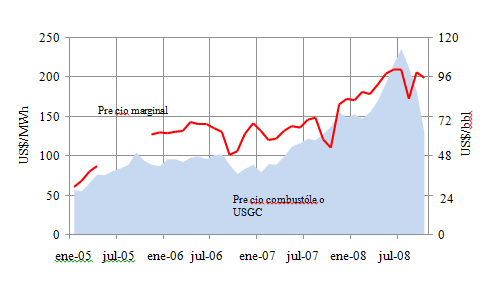 250
200
150
100
50
0
120
96
72
48
24
0
US$/MWh
US$/bbl
Precio marginal
Precio combustóleo
USGC
ene-05 jul-05 ene-06 jul-06 ene-07 jul-07 ene-08 jul-08